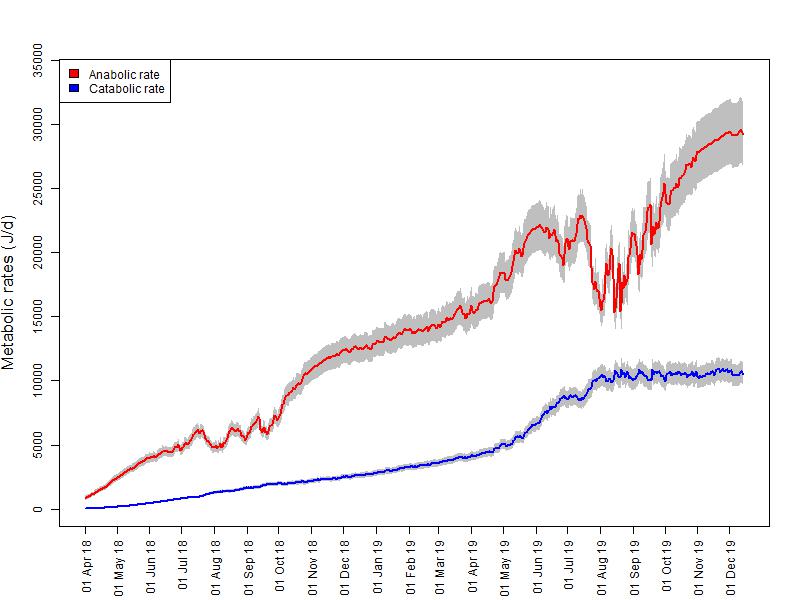 Anabolic rate
Catabolic rate
Metabolic rates (J/d)
35000
30000
25000
20000
15000
10000
5000
0
01 Apr 18
01 May 18
01 Jun 18
01 Jul 18
01 Aug 18
01 Sep 18
01 Oct 18
01 Nov 18
01 Dec 18
01 Jan 19
01 Feb 19
01 Mar 19
01 Apr 19
01 May 19
01 Jun 19
01 Jul 19
01 Aug 19
01 Sep 19
01 Oct 19
01 Nov 19
01 Dec 19